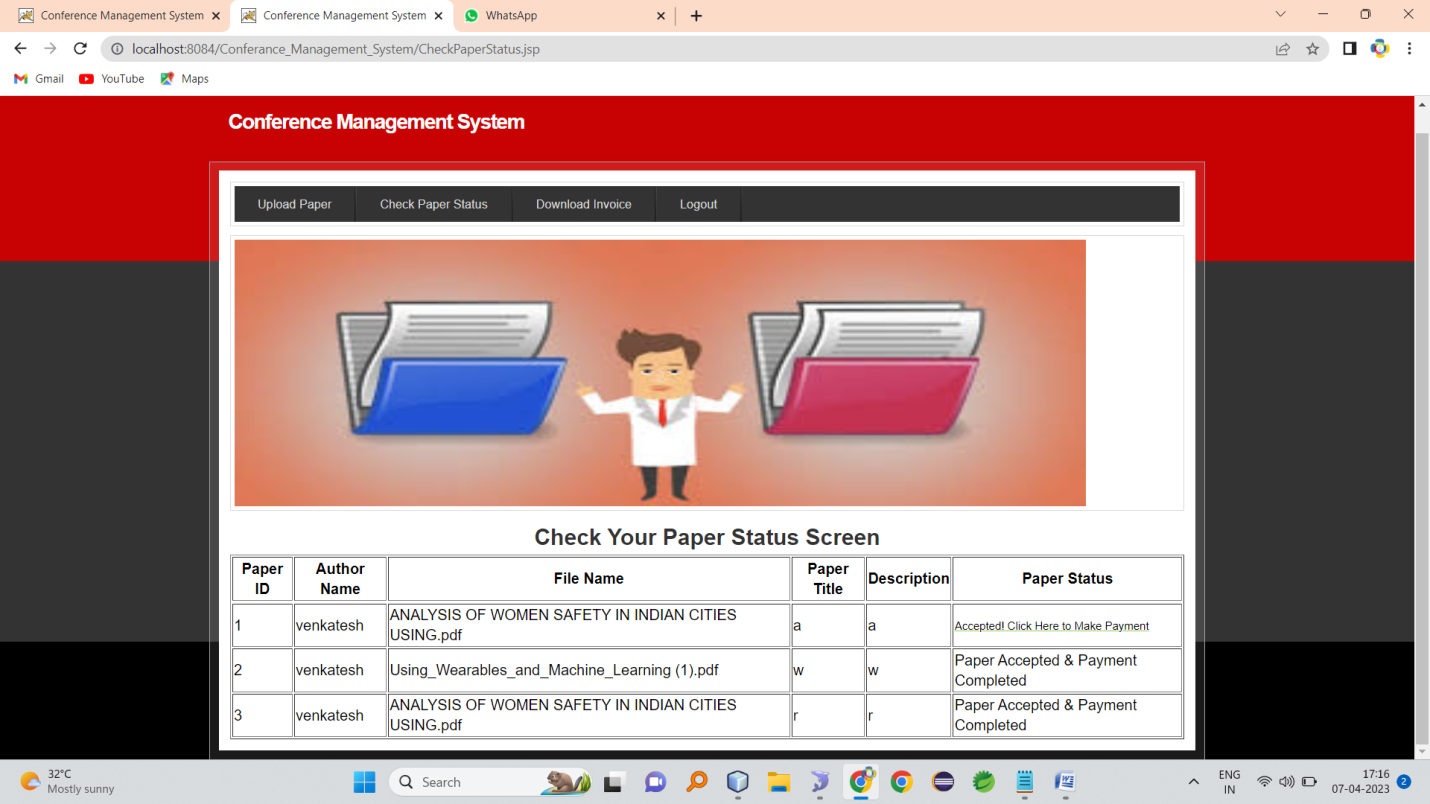 Conference Management System
Conference Management System
WhatsApp
localhost:8084/Conferance_Management_System/CheckPaperStatus.jsp
Gmail
YouTube
Maps
Conference Management System
Upload Paper
Check Paper Status
Download Invoice
Logout
Check Your Paper Status Screen
Paper ID
Author Name
File Name
Paper Title
Description
Paper Status
1
venkatesh
ANALYSIS OF WOMEN SAFETY IN INDIAN CITIES
USING.pdf
a
a
Accepted! Click Here to Make Payment
2
venkatesh
Using_Wearables_and_Machine_Learning (1).pdf
w
w
Paper Accepted & Payment
Completed
3
venkatesh
ANALYSIS OF WOMEN SAFETY IN INDIAN CITIES
USING.pdf
r
r
Paper Accepted & Payment
Completed
32°C
Mostly sunny
Search
ENG
IN
17:16
07-04-2023
2